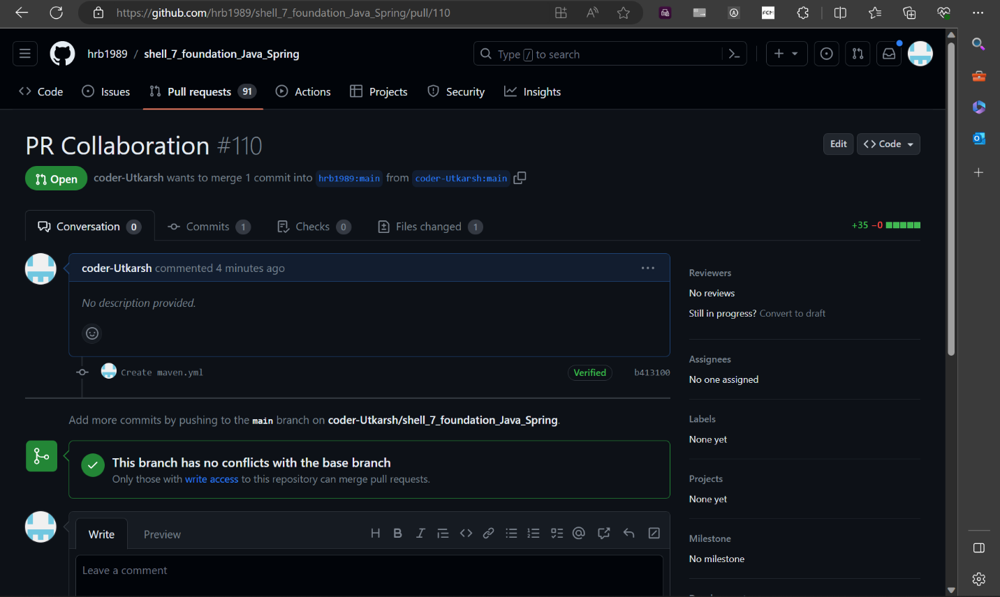 https://github.com/hrb1989/shell_7_foundation_Java_Spring/pull/110
hrb1989 / shell_7_foundation_Java_Spring
Type / to search
Code Issues Pull requests 91 Actions Projects Security Insights
PR Collaboration #110
Edit <> Code
Open coder-Utkarsh wants to merge 1 commit into hrb1989:main from coder-Utkarsh:main
Conversation 0 Commits 1 Checks 0 Files changed 1
+35 −0
coder-Utkarsh commented 4 minutes ago
No description provided.
Create maven.yml Verified b413100
Add more commits by pushing to the main branch on coder-Utkarsh/shell_7_foundation_Java_Spring.
This branch has no conflicts with the base branch
Only those with write access to this repository can merge pull requests.
Write Preview
Leave a comment
Reviewers
No reviews
Still in progress? Convert to draft
Assignees
No one assigned
Labels
None yet
Projects
None yet
Milestone
No milestone